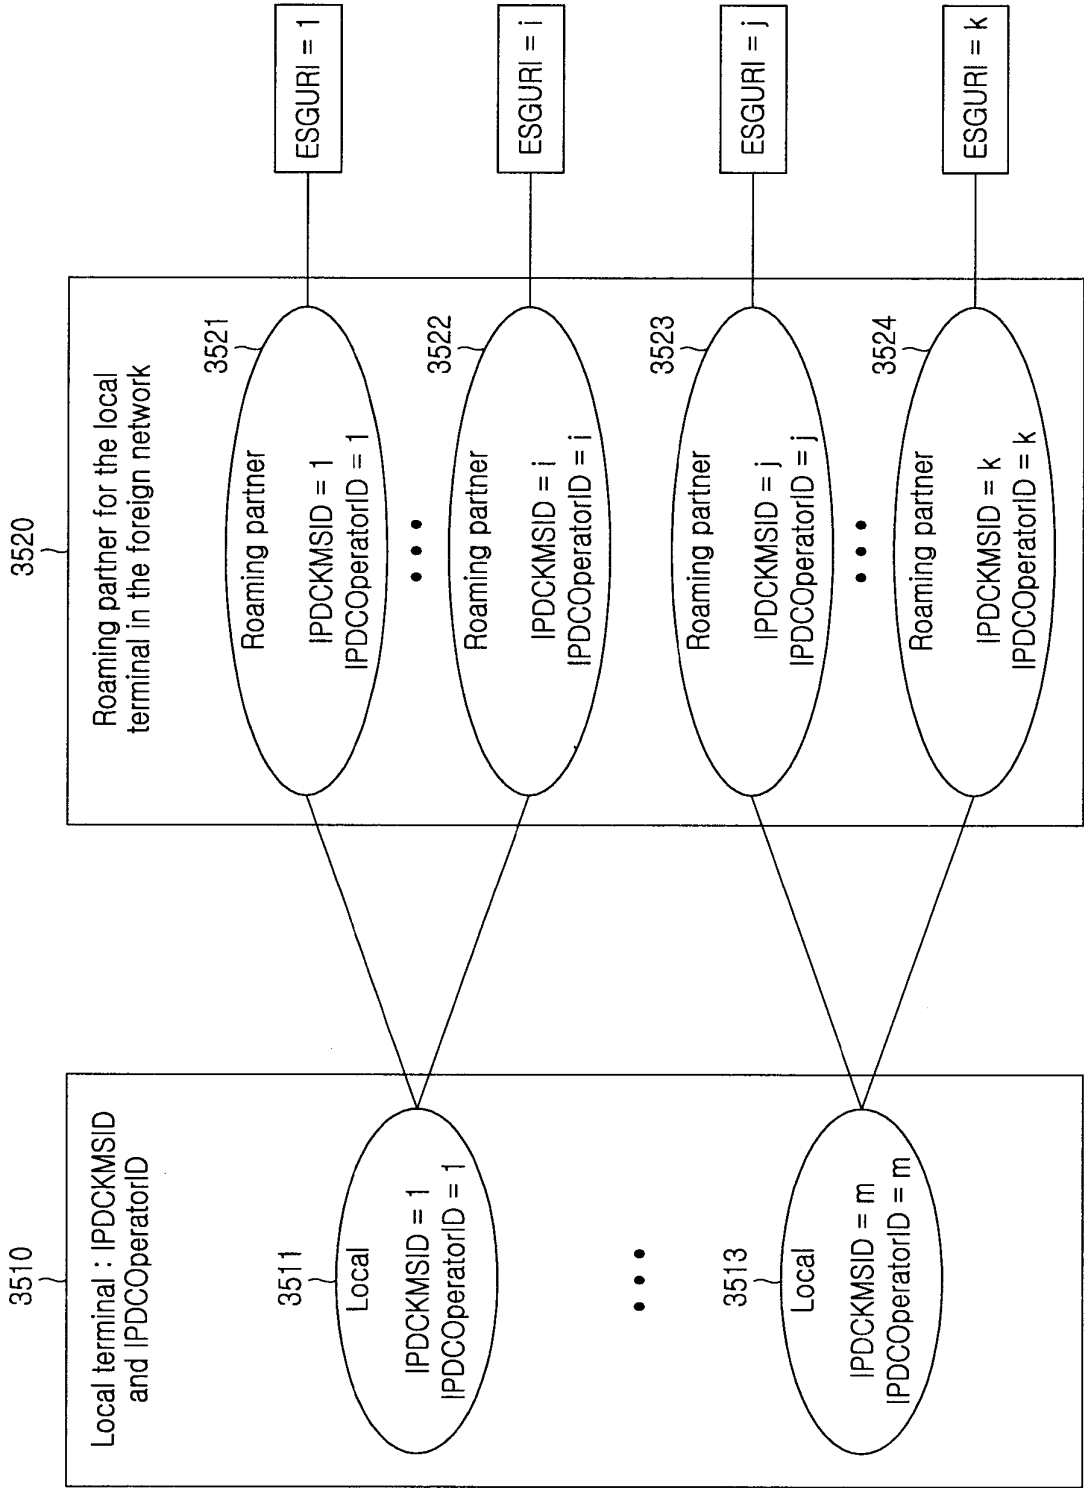 3510
Local terminal : IPDCKMSID
and IPDCOperatorID
3511
Local
IPDCKMSID = 1
IPDCOperatorID = 1
3513
Local
IPDCKMSID = m
IPDCOperatorID = m
3520
Roaming partner for the local
terminal in the foreign network
3521
Roaming partner
IPDCKMSID = 1
IPDCOperatorID = 1
3522
Roaming partner
IPDCKMSID = i
IPDCOperatorID = i
3523
Roaming partner
IPDCKMSID = j
IPDCOperatorID = j
3524
Roaming partner
IPDCKMSID = k
IPDCOperatorID = k
ESGURI = 1
ESGURI = i
ESGURI = j
ESGURI = k